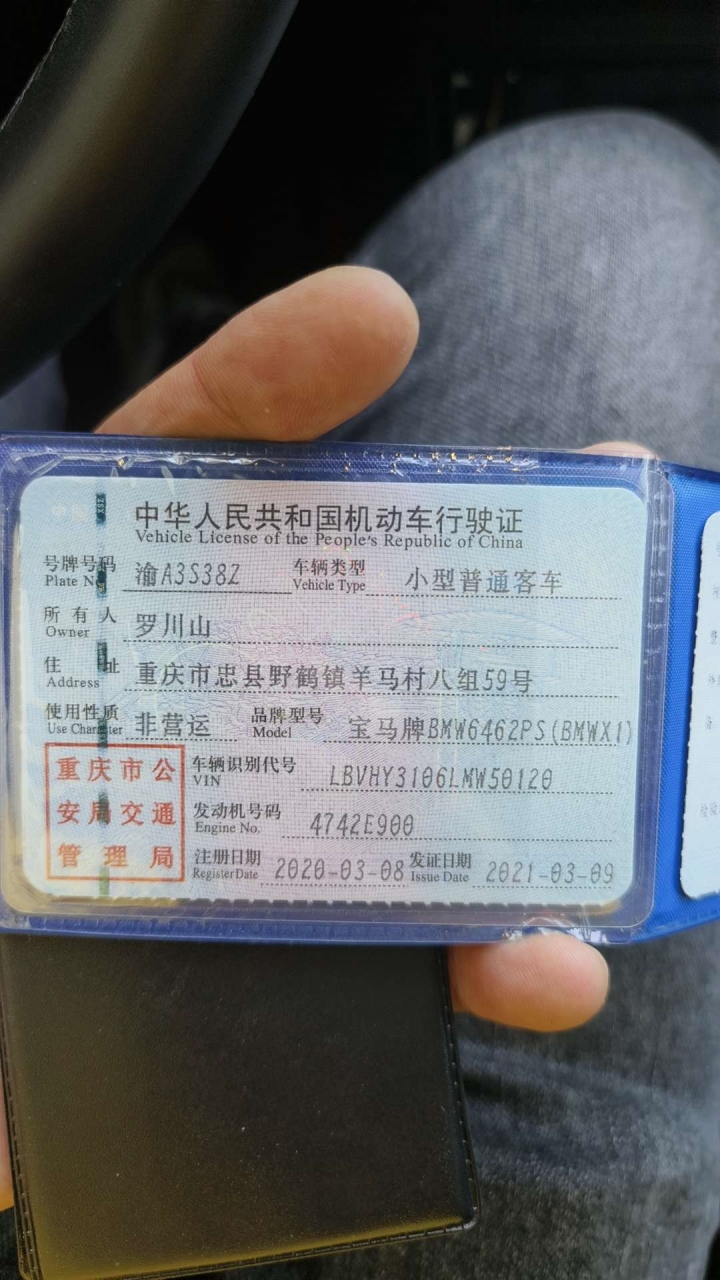 中华人民共和国机动车行驶证
Vehicle License of the People's Republic of China
号牌号码 渝A3S38Z 车辆类型 小型普通客车
Plate No. Vehicle Type
所有人 罗川山
Owner
住址 重庆市忠县野鹤镇羊马村八组59号
Address
使用性质 非营运 品牌型号 宝马牌BMW6462PS(BMWX1)
Use Character Model
重庆市公
安局交通
管理局
车辆识别代号 LBVHY3106LMW50120
VIN
发动机号码 4742E900
Engine No.
注册日期 2020-03-08 发证日期 2021-03-09
Register Date Issue Date